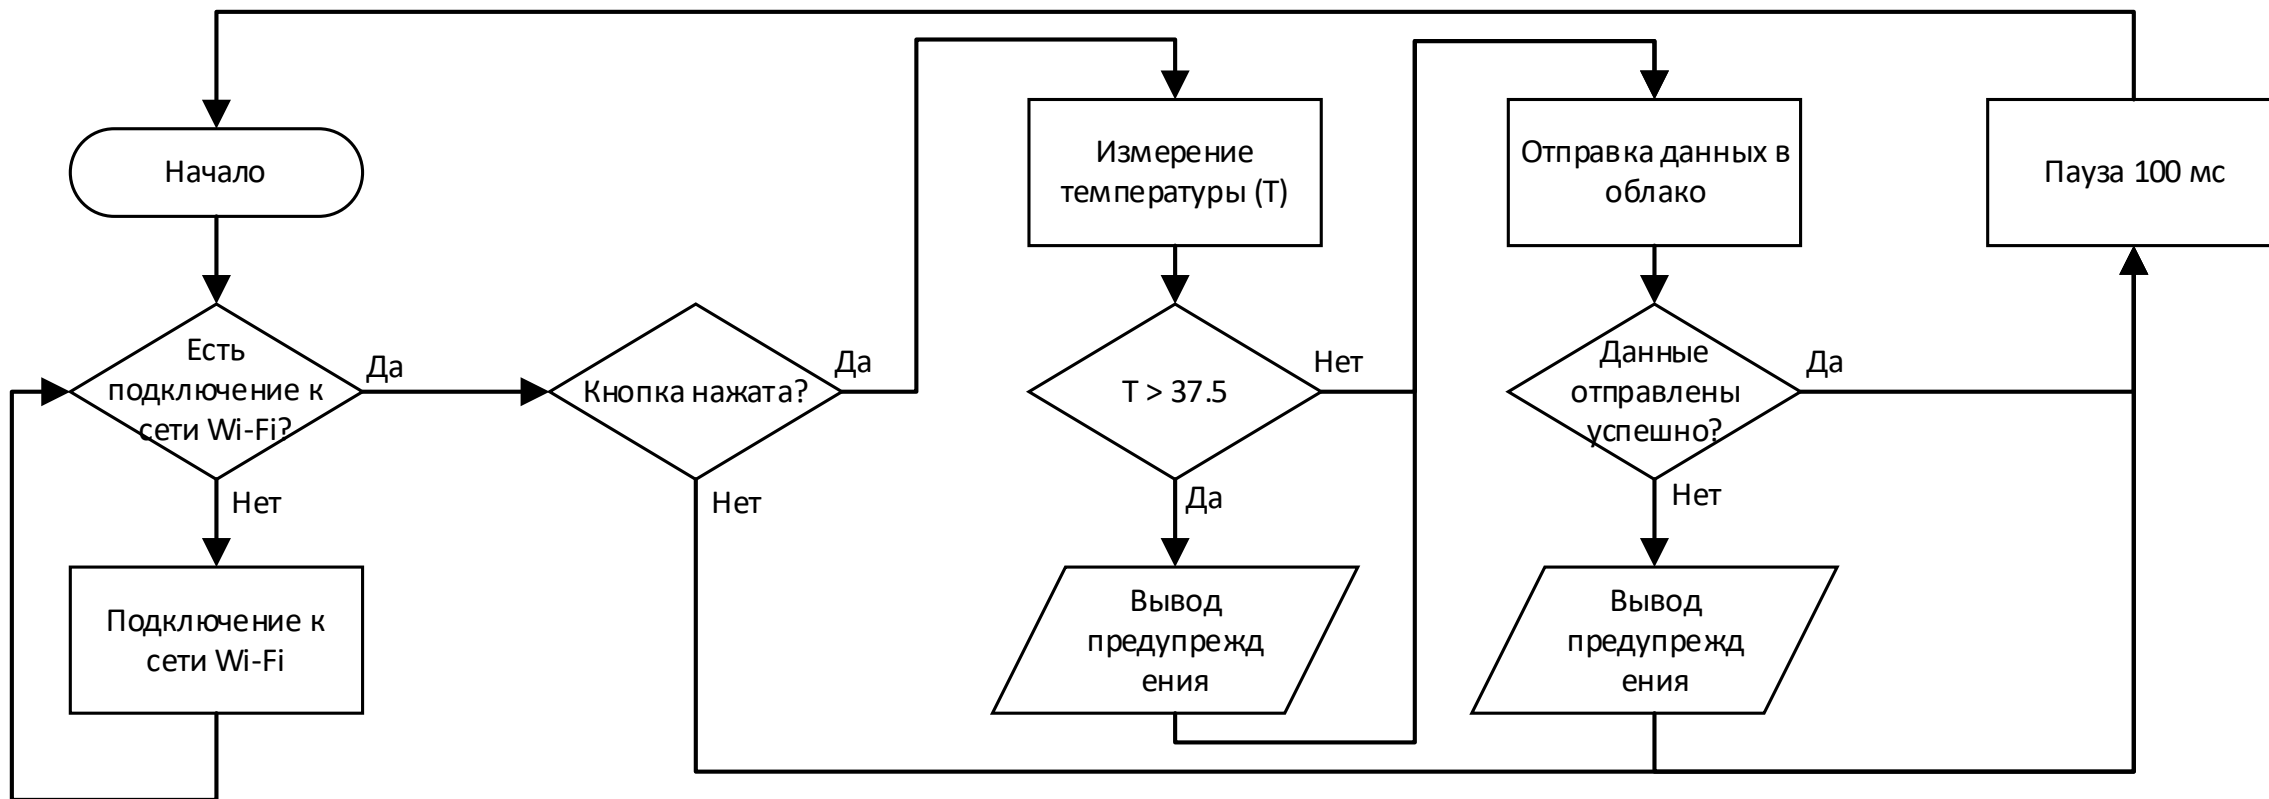 Начало
Есть
подключение к
сети Wi-Fi?
Да
Нет
Подключение к
сети Wi-Fi
Кнопка нажата?
Да
Нет
Измерение
температуры (Т)
T > 37.5
Нет
Да
Вывод
предупрежд
ения
Отправка данных в
облако
Данные
отправлены
успешно?
Да
Нет
Вывод
предупрежд
ения
Пауза 100 мс